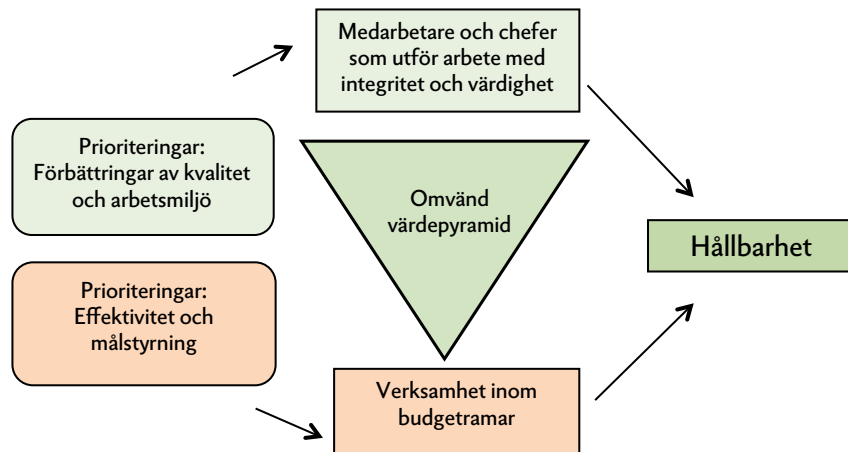 Medarbetare och chefer
som utför arbete med
integritet och värdighet
Prioriteringar:
Förbättringar av kvalitet
och arbetsmiljö
Omvänd
värdepyramid
Hållbarhet
Prioriteringar:
Effektivitet och
målstyrning
Verksamhet inom
budgetramar